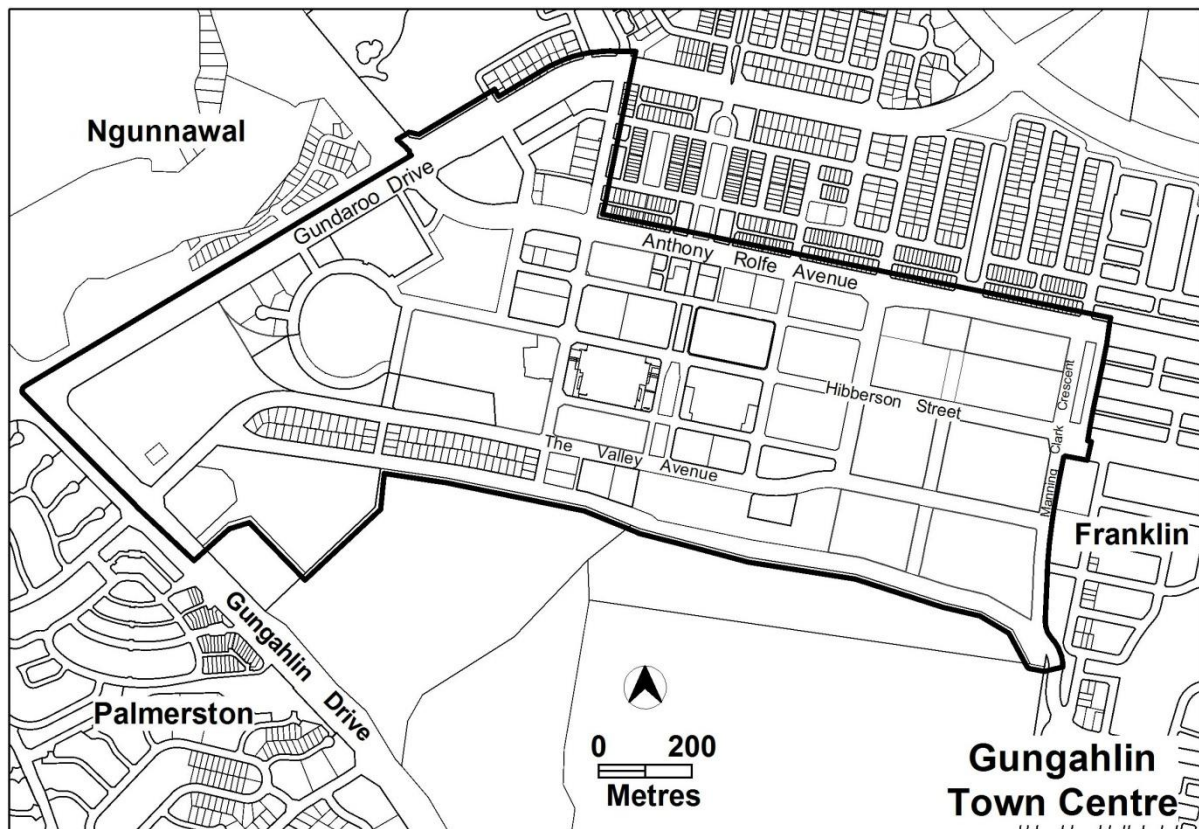 Ngunnawal
Gundaroo Drive
Anthony Rolfe Avenue
Hibberson Street
Manning Clark Crescent
The Valley Avenue
Franklin
Gungahlin Drive
Palmerston
0 200
Metres
Gungahlin
Town Centre